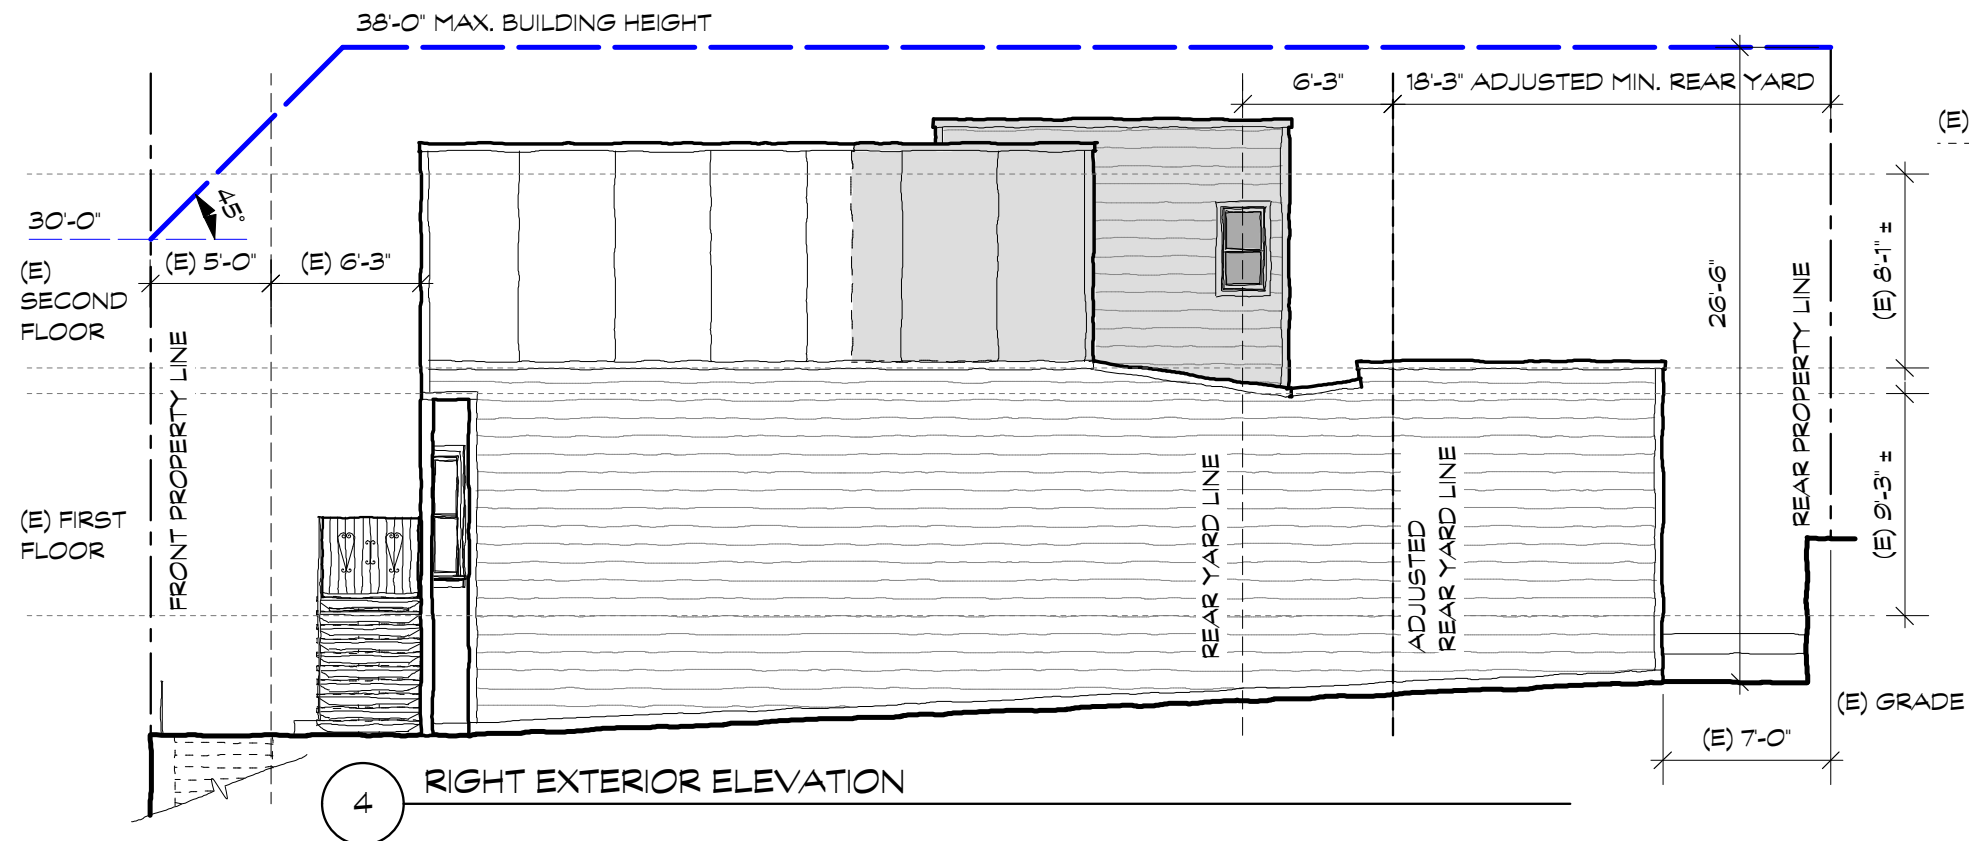 38'-0" MAX. BUILDING HEIGHT
6'-3"
18'-3" ADJUSTED MIN. REAR YARD
(E)
30'-0"
45°
(E) 5'-0"
(E) 6'-3"
(E)
SECOND
FLOOR
26'-6"
(E) 8'-1" ±
FRONT PROPERTY LINE
REAR PROPERTY LINE
(E) FIRST
FLOOR
REAR YARD LINE
ADJUSTED
REAR YARD LINE
(E) 9'-3" ±
(E) GRADE
(E) 7'-0"
4
RIGHT EXTERIOR ELEVATION